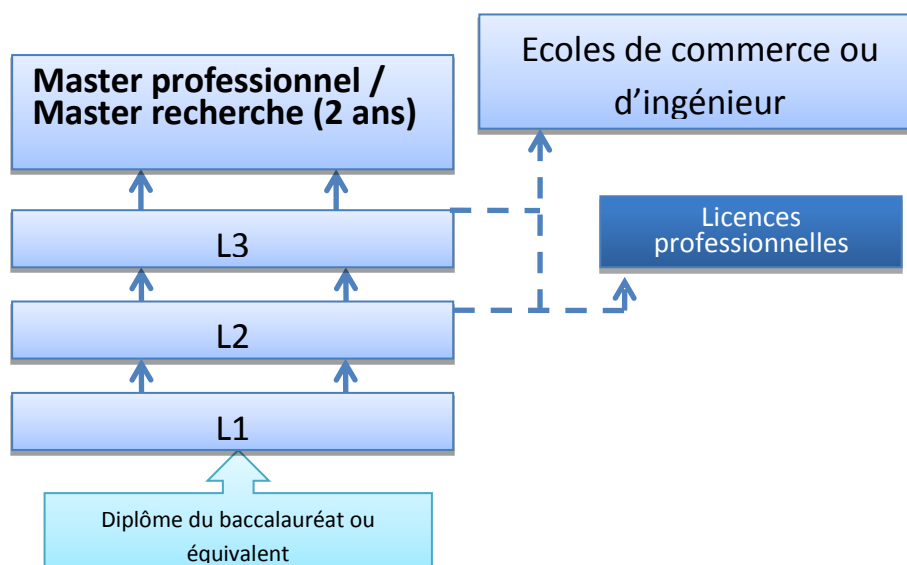 Ecoles de commerce ou
d’ingénieur
Master professionnel /
Master recherche (2 ans)
Licences
professionnelles
L3
L2
L1
Diplôme du baccalauréat ou
équivalent